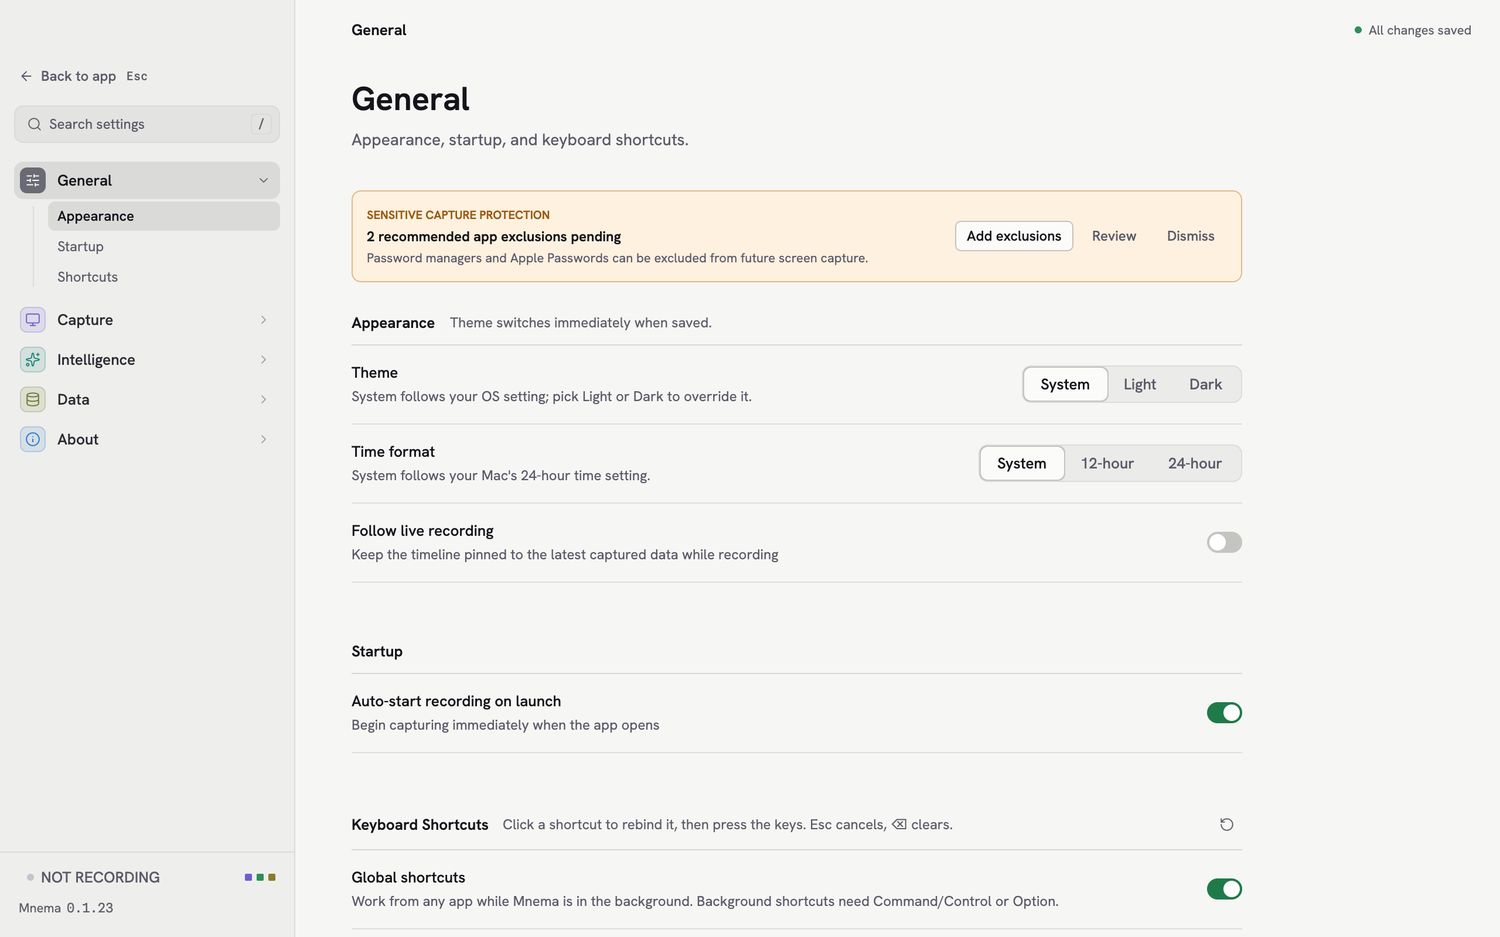 Back to app Esc
Search settings /
General
Appearance
Startup
Shortcuts
Capture
Intelligence
Data
About
NOT RECORDING
Mnema 0.1.23
General
All changes saved
General
Appearance, startup, and keyboard shortcuts.
SENSITIVE CAPTURE PROTECTION
2 recommended app exclusions pending
Password managers and Apple Passwords can be excluded from future screen capture.
Add exclusions Review Dismiss
Appearance Theme switches immediately when saved.
Theme
System follows your OS setting; pick Light or Dark to override it.
System Light Dark
Time format
System follows your Mac's 24-hour time setting.
System 12-hour 24-hour
Follow live recording
Keep the timeline pinned to the latest captured data while recording
Startup
Auto-start recording on launch
Begin capturing immediately when the app opens
Keyboard Shortcuts Click a shortcut to rebind it, then press the keys. Esc cancels, ⌫ clears.
Global shortcuts
Work from any app while Mnema is in the background. Background shortcuts need Command/Control or Option.